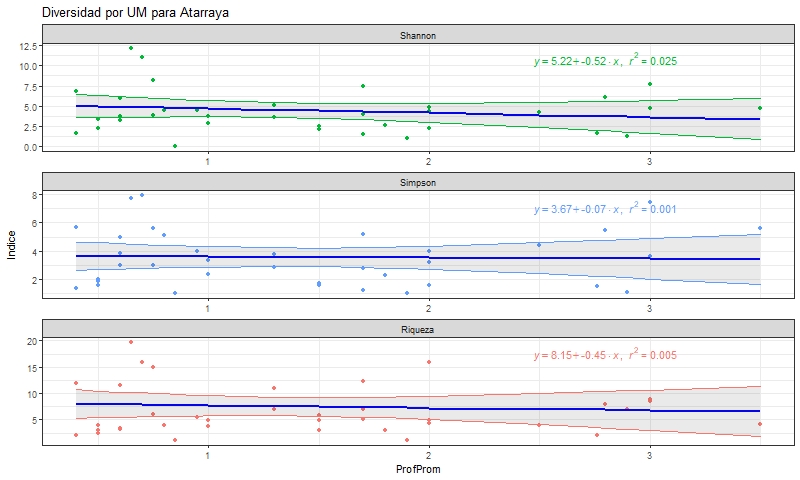 Diversidad por UM para Atarraya
Shannon
12.5
10.0
7.5
5.0
2.5
0.0
y = 5.22+ -0.52 · x, r² = 0.025
1 2 3
Simpson
8
6
4
2
y = 3.67+ -0.07 · x, r² = 0.001
1 2 3
Indice
Riqueza
20
15
10
5
y = 8.15+ -0.45 · x, r² = 0.005
1 2 3
ProfProm